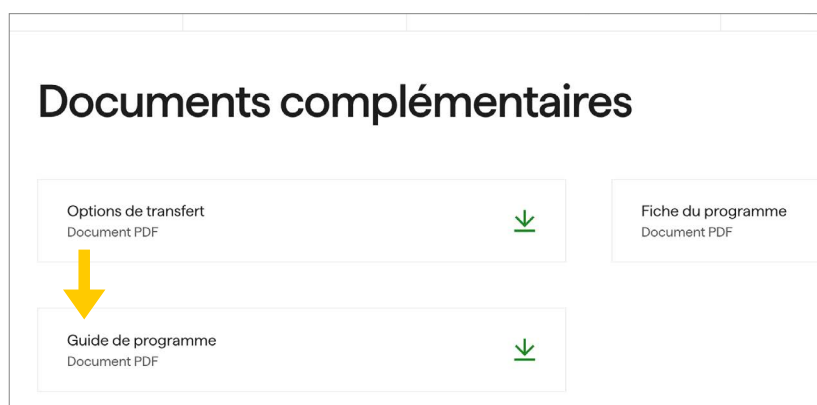 Documents complémentaires
Options de transfert
Document PDF
Fiche du programme
Document PDF
Guide de programme
Document PDF